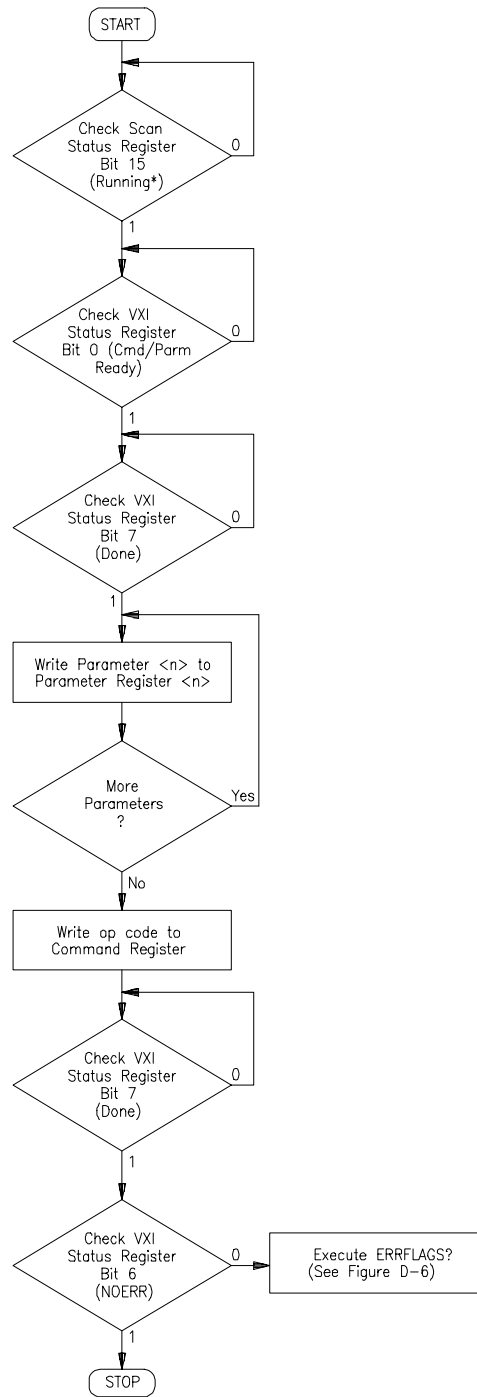 START
Check Scan
Status Register
Bit 15
(Running*)
0
1
Check VXI
Status Register
Bit 0 (Cmd/Parm
Ready)
0
1
Check VXI
Status Register
Bit 7
(Done)
0
1
Write Parameter <n> to
Parameter Register <n>
More
Parameters
?
Yes
No
Write op code to
Command Register
Check VXI
Status Register
Bit 7
(Done)
0
1
Check VXI
Status Register
Bit 6
(NOERR)
0
Execute ERRFLAGS?
(See Figure D-6)
1
STOP